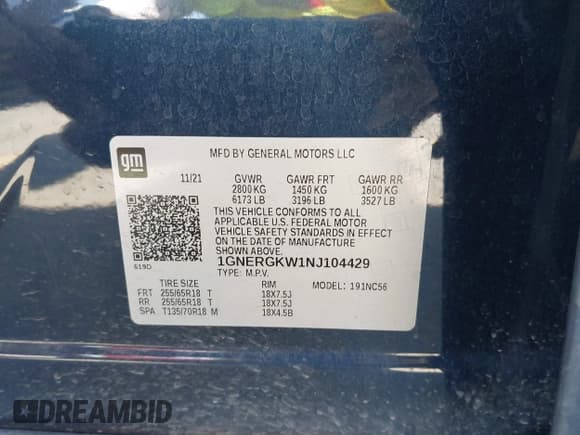 gm
MFD BY GENERAL MOTORS LLC
11/21 GVWR GAWR FRT GAWR RR
2800 KG 1450 KG 1600 KG
6173 LB 3196 LB 3527 LB
THIS VEHICLE CONFORMS TO ALL
APPLICABLE U.S. FEDERAL MOTOR
VEHICLE SAFETY STANDARDS IN EFFECT
ON THE DATE OF MANUFACTURE
SHOWN ABOVE.
619D
1GNERGKW1NJ104429
TYPE: M.P.V.
TIRE SIZE RIM MODEL: 191NC56
FRT 255/65R18 T 18X7.5J
RR 255/65R18 T 18X7.5J
SPA T135/70R18 M 18X4.5B
DREAMBID